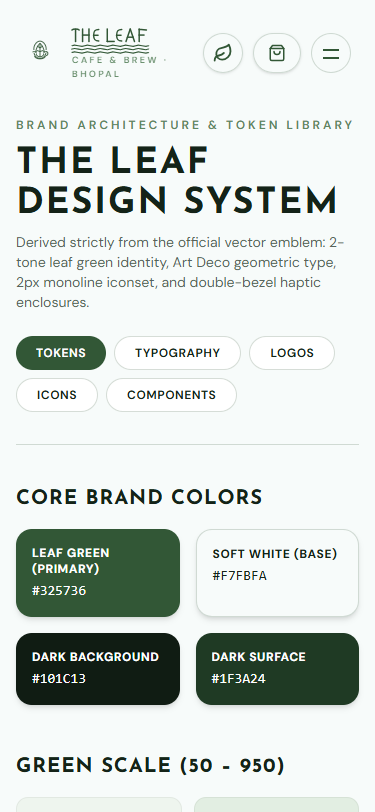 THE LEAF
CAFE & BREW ·
BHOPAL
BRAND ARCHITECTURE & TOKEN LIBRARY
THE LEAF
DESIGN SYSTEM
Derived strictly from the official vector emblem: 2-
tone leaf green identity, Art Deco geometric type,
2px monoline iconset, and double-bezel haptic
enclosures.
TOKENS
TYPOGRAPHY
LOGOS
ICONS
COMPONENTS
CORE BRAND COLORS
LEAF GREEN
(PRIMARY)
#325736
SOFT WHITE (BASE)
#F7FBFA
DARK BACKGROUND
#101C13
DARK SURFACE
#1F3A24
GREEN SCALE (50 - 950)